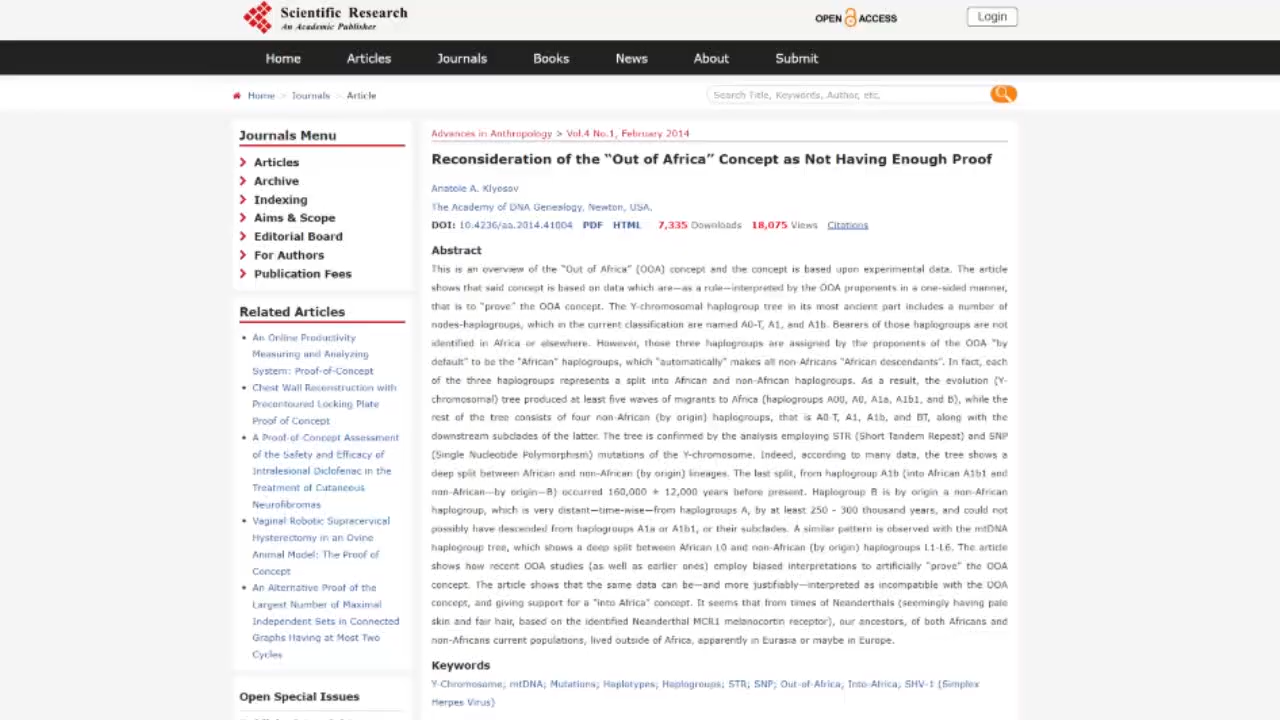 Scientific Research
An Academic Publisher
OPEN ACCESS
Login
Home Articles Journals Books News About Submit
Home > Journals > Article
Search Title, Keywords, Author, etc.
Journals Menu
Articles
Archive
Indexing
Aims & Scope
Editorial Board
For Authors
Publication Fees
Related Articles
An Online Productivity
Measuring and Analyzing
System: Proof-of-Concept
Chest Wall Reconstruction with
Precontoured Locking Plate
Proof of Concept
A Proof-of-Concept Assessment
of the Safety and Efficacy of
Intralesional Diclofenac in the
Treatment of Cutaneous
Neurofibromas
Vaginal Robotic Supracervical
Hysterectomy in an Ovine
Animal Model: The Proof of
Concept
An Alternative Proof of the
Largest Number of Maximal
Independent Sets in Connected
Graphs Having at Most Two
Cycles
Open Special Issues
Advances in Anthropology > Vol.4 No.1, February 2014
Reconsideration of the "Out of Africa" Concept as Not Having Enough Proof
Anatole A. Klyosov
The Academy of DNA Genealogy, Newton, USA.
DOI: 10.4236/aa.2014.41004 PDF HTML 7,335 Downloads 18,075 Views Citations
Abstract
This is an overview of the "Out of Africa" (OOA) concept and the concept is based upon experimental data. The article
shows that said concept is based on data which are—as a rule—interpreted by the OOA proponents in a one-sided manner,
that is to "prove" the OOA concept. The Y-chromosomal haplogroup tree in its most ancient part includes a number of
nodes-haplogroups, which in the current classification are named A0-T, A1, and A1b. Bearers of those haplogroups are not
identified in Africa or elsewhere. However, those three haplogroups are assigned by the proponents of the OOA "by
default" to be the "African" haplogroups, which "automatically" makes all non-Africans "African descendants". In fact, each
of the three haplogroups represents a split into African and non-African haplogroups. As a result, the evolution (Y-
chromosomal) tree produced at least five waves of migrants to Africa (haplogroups A00, A0, A1a, A1b1, and B), while the
rest of the tree consists of four non-African (by origin) haplogroups, that is A0-T, A1, A1b, and BT, along with the
downstream subclades of the latter. The tree is confirmed by the analysis employing STR (Short Tandem Repeat) and SNP
(Single Nucleotide Polymorphism) mutations of the Y-chromosome. Indeed, according to many data, the tree shows a
deep split between African and non-African (by origin) lineages. The last split, from haplogroup A1b (into African A1b1 and
non-African—by origin—B) occurred 160,000 ± 12,000 years before present. Haplogroup B is by origin a non-African
haplogroup, which is very distant—time-wise—from haplogroups A, by at least 250 - 300 thousand years, and could not
possibly have descended from haplogroups A1a or A1b1, or their subclades. A similar pattern is observed with the mtDNA
haplogroup tree, which shows a deep split between African L0 and non-African (by origin) haplogroups L1-L6. The article
shows how recent OOA studies (as well as earlier ones) employ biased interpretations to artificially "prove" the OOA
concept. The article shows that the same data can be—and more justifiably—interpreted as incompatible with the OOA
concept, and giving support for a "into Africa" concept. It seems that from times of Neanderthals (seemingly having pale
skin and fair hair, based on the identified Neanderthal MCR1 melanocortin receptor), our ancestors, of both Africans and
non-Africans current populations, lived outside of Africa, apparently in Eurasia or maybe in Europe.
Keywords
Y-Chromosome; mtDNA; Mutations; Haplotypes; Haplogroups; STR; SNP; Out-of-Africa; Into-Africa; SHV-1 (Simplex
Herpes Virus)